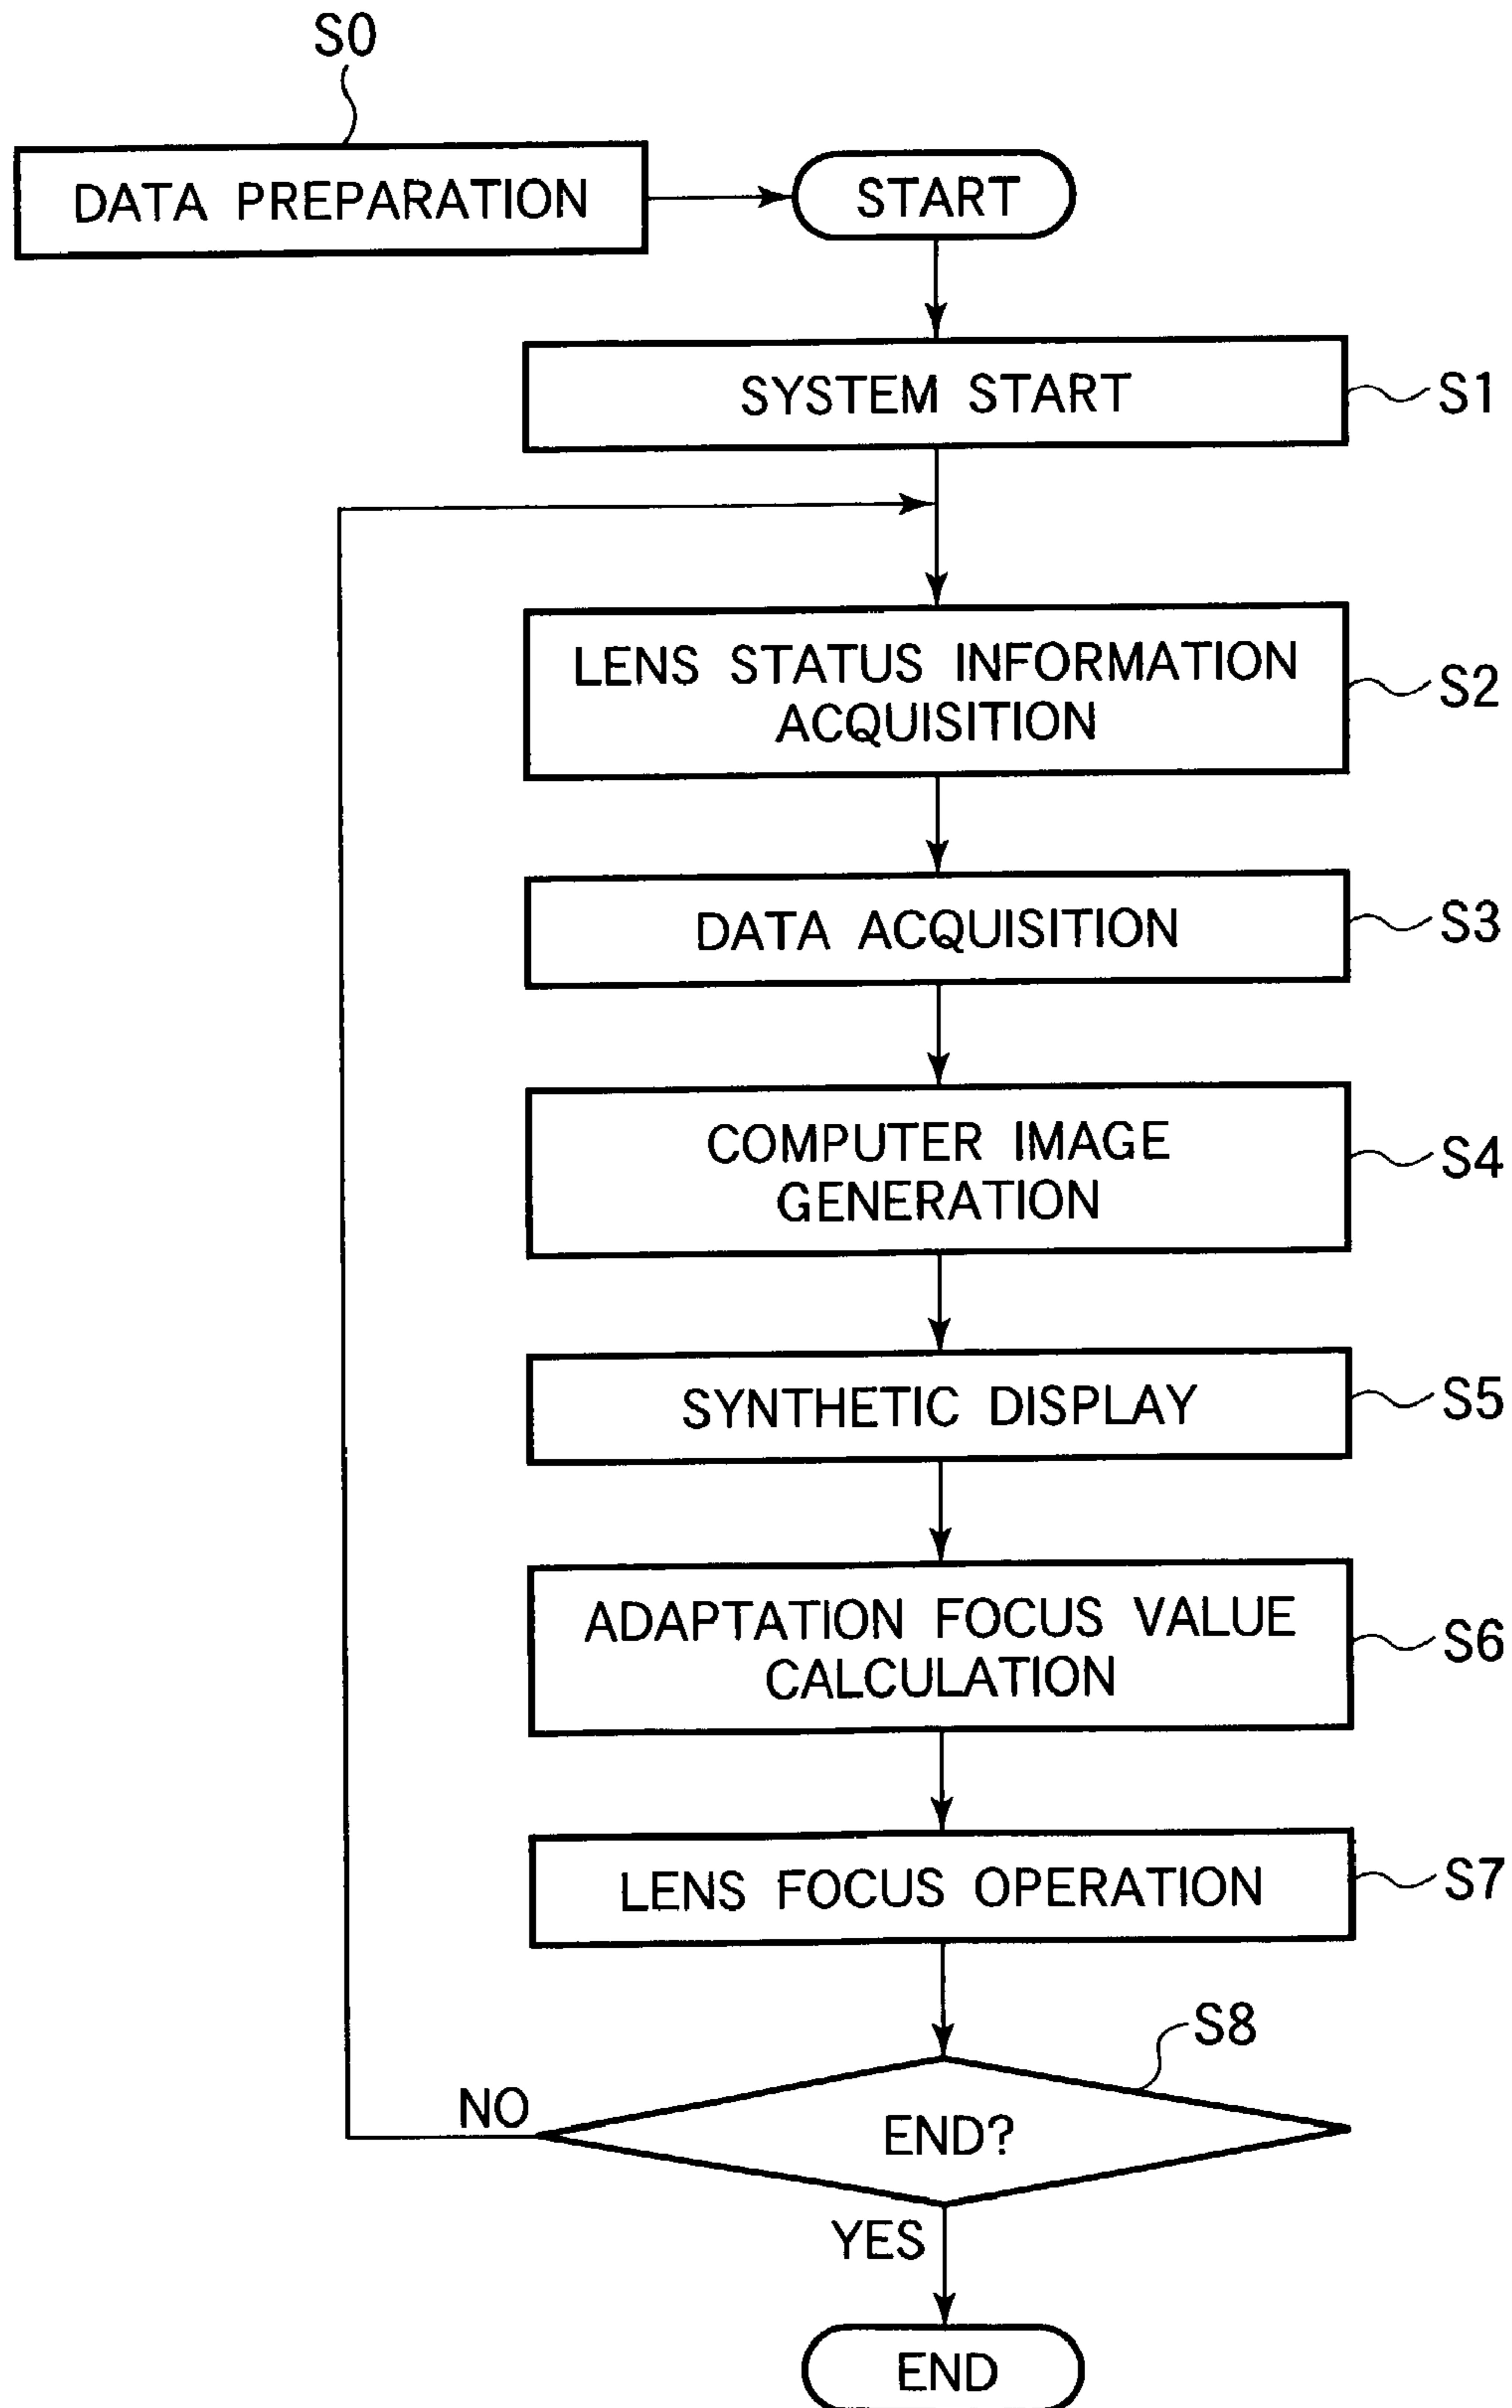 S0
DATA PREPARATION
START
SYSTEM START
S1
LENS STATUS INFORMATION
ACQUISITION
S2
DATA ACQUISITION
S3
COMPUTER IMAGE
GENERATION
S4
SYNTHETIC DISPLAY
S5
ADAPTATION FOCUS VALUE
CALCULATION
S6
LENS FOCUS OPERATION
S7
S8
NO
END?
YES
END